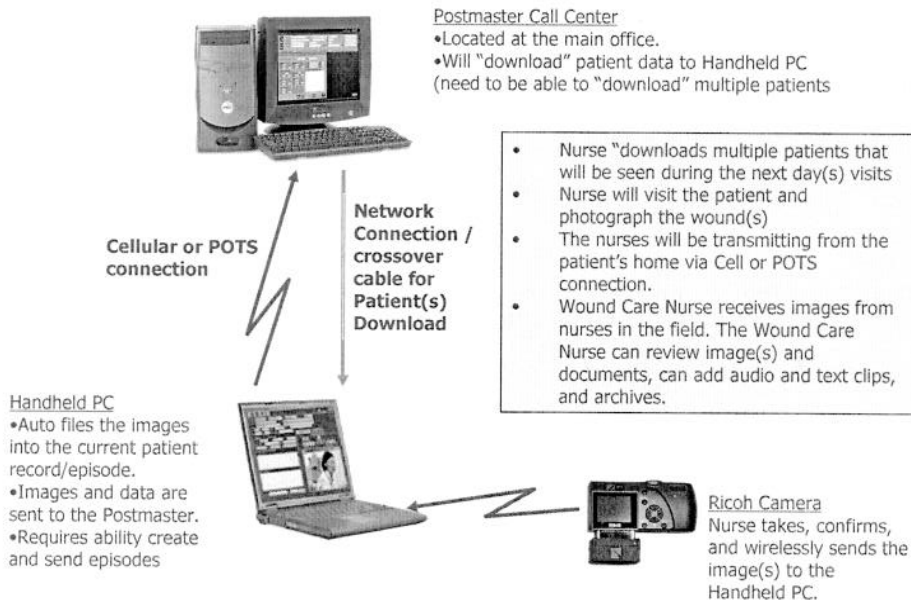 Postmaster Call Center
•Located at the main office.
•Will "download" patient data to Handheld PC
(need to be able to "download" multiple patients
• Nurse "downloads multiple patients that
will be seen during the next day(s) visits
• Nurse will visit the patient and
photograph the wound(s)
• The nurses will be transmitting from the
patient's home via Cell or POTS
connection.
• Wound Care Nurse receives images from
nurses in the field. The Wound Care
Nurse can review image(s) and
documents, can add audio and text clips,
and archives.
Cellular or POTS
connection
Network
Connection /
crossover
cable for
Patient(s)
Download
Handheld PC
•Auto files the images
into the current patient
record/episode.
•Images and data are
sent to the Postmaster.
•Requires ability create
and send episodes
Ricoh Camera
Nurse takes, confirms,
and wirelessly sends the
image(s) to the
Handheld PC.